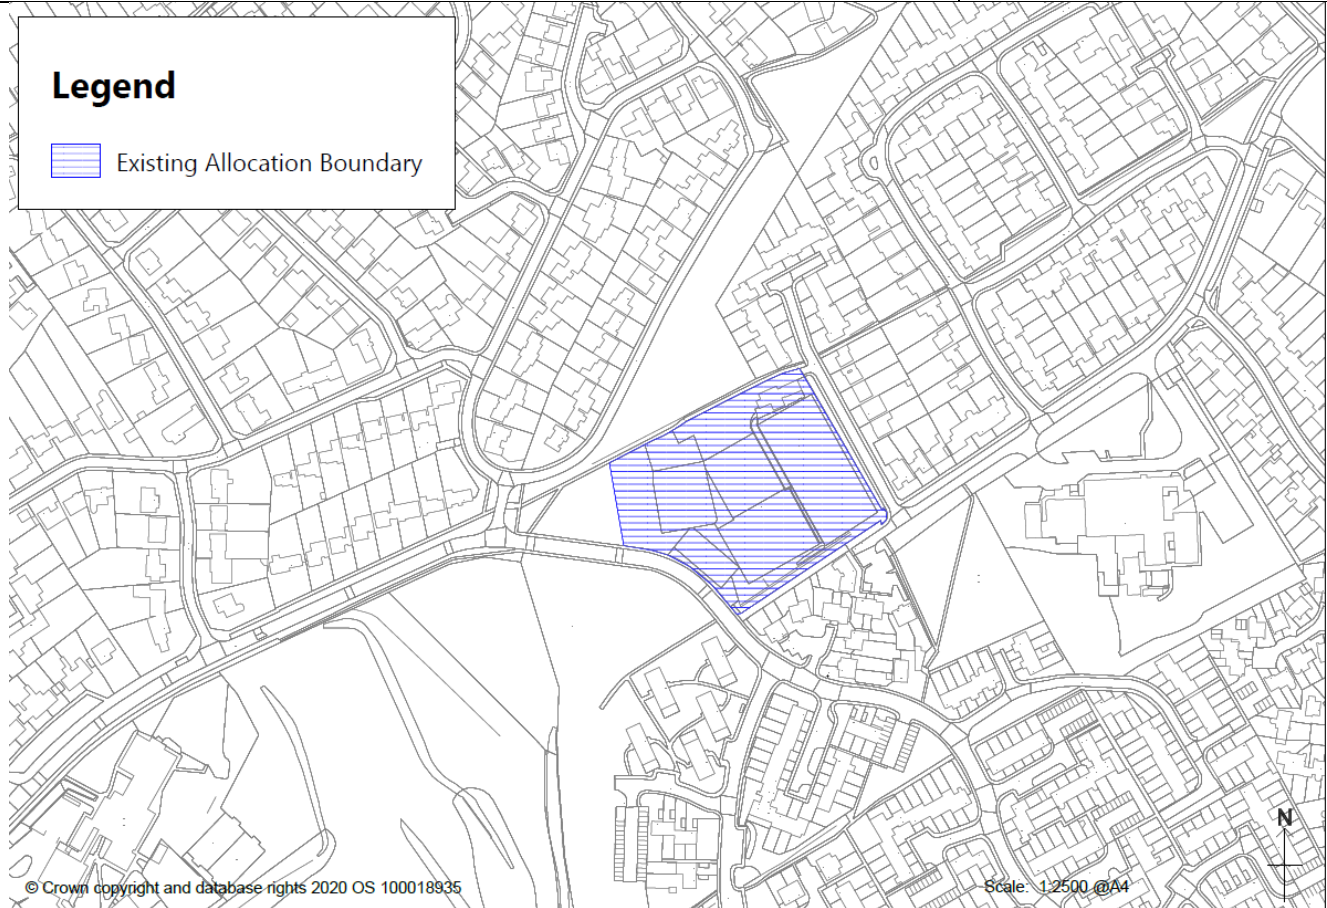 Legend
Existing Allocation Boundary
N
© Crown copyright and database rights 2020 OS 100018935
Scale: 1:2500 @A4